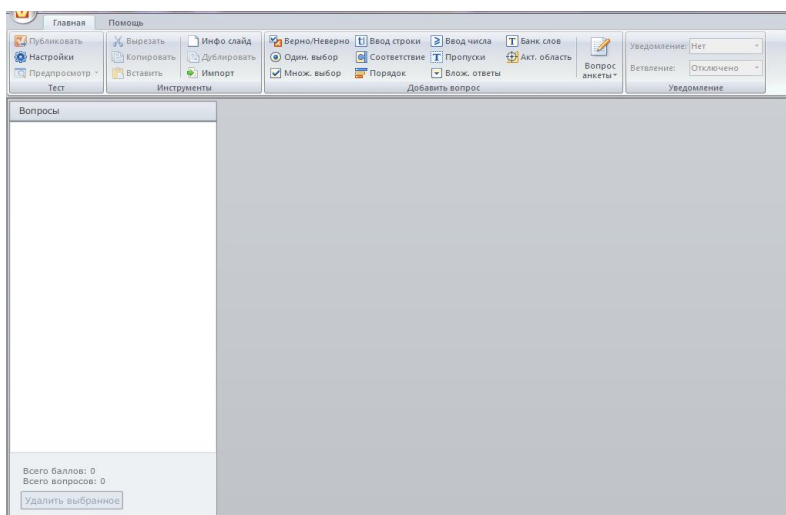 Главная Помощь
Публиковать Вырезать Инфо слайд Верно/Неверно Ввод строки Ввод числа Банк слов Уведомление: Нет
Настройки Копировать Дублировать Один. выбор Соответствие Пропуски Акт. область Вопрос анкеты
Предпросмотр Вставить Импорт Множ. выбор Порядок Влож. ответы Ветвление: Отключено
Тест Инструменты Добавить вопрос Уведомление
Вопросы
Всего баллов: 0
Всего вопросов: 0
Удалить выбранное